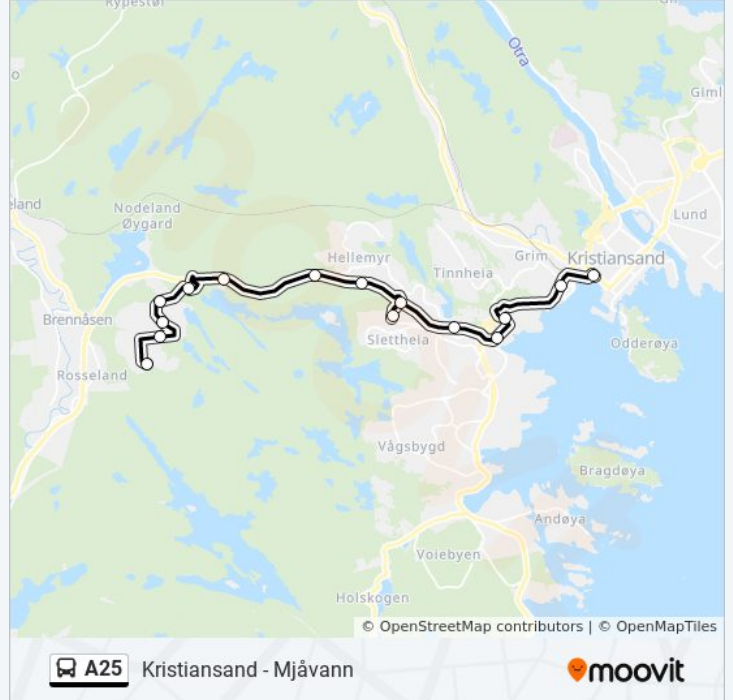 Rypestøl
Otra
Giml
eland
Nodeland
Øygard
Lund
Hellemyr
Grim
Kristiansand
Tinnheia
Brennåsen
Slettheia
Odderøya
Rosseland
Vågsbygd
Bragdøya
Andøya
Voiebyen
Holskogen
© OpenStreetMap contributors | © OpenMapTiles
A25 Kristiansand - Mjåvann
moovit